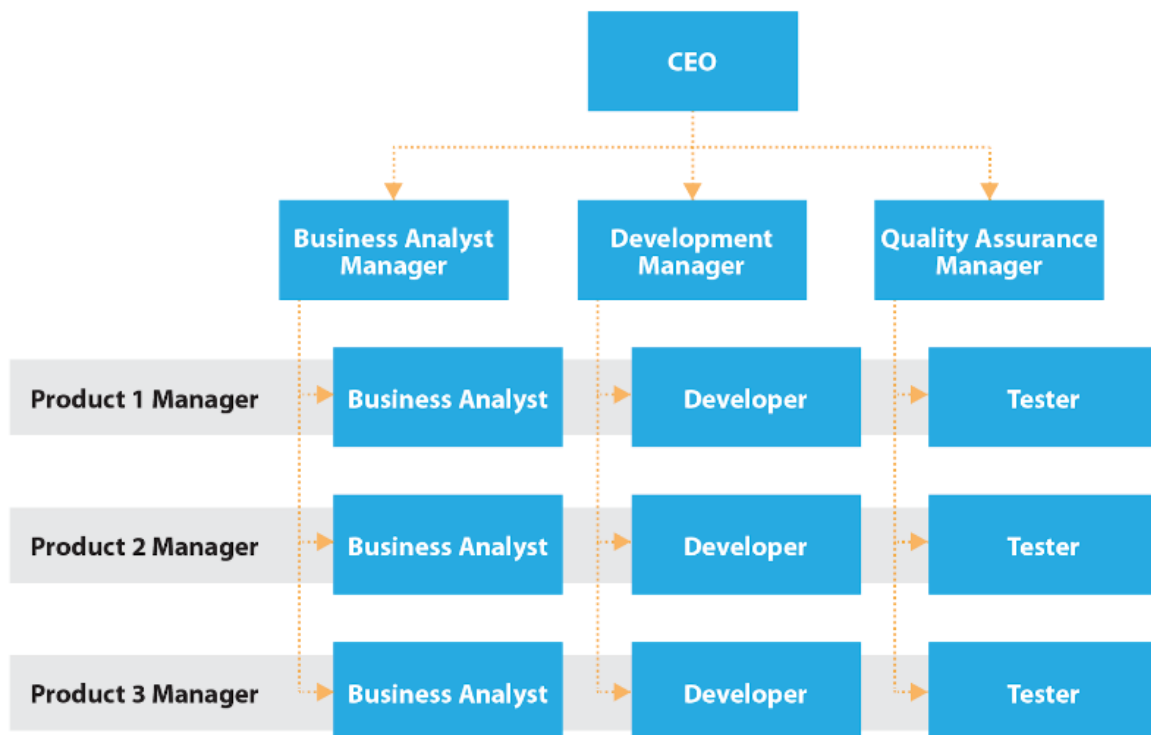 CEO
Business Analyst
Manager
Development
Manager
Quality Assurance
Manager
Product 1 Manager
Business Analyst
Developer
Tester
Product 2 Manager
Business Analyst
Developer
Tester
Product 3 Manager
Business Analyst
Developer
Tester